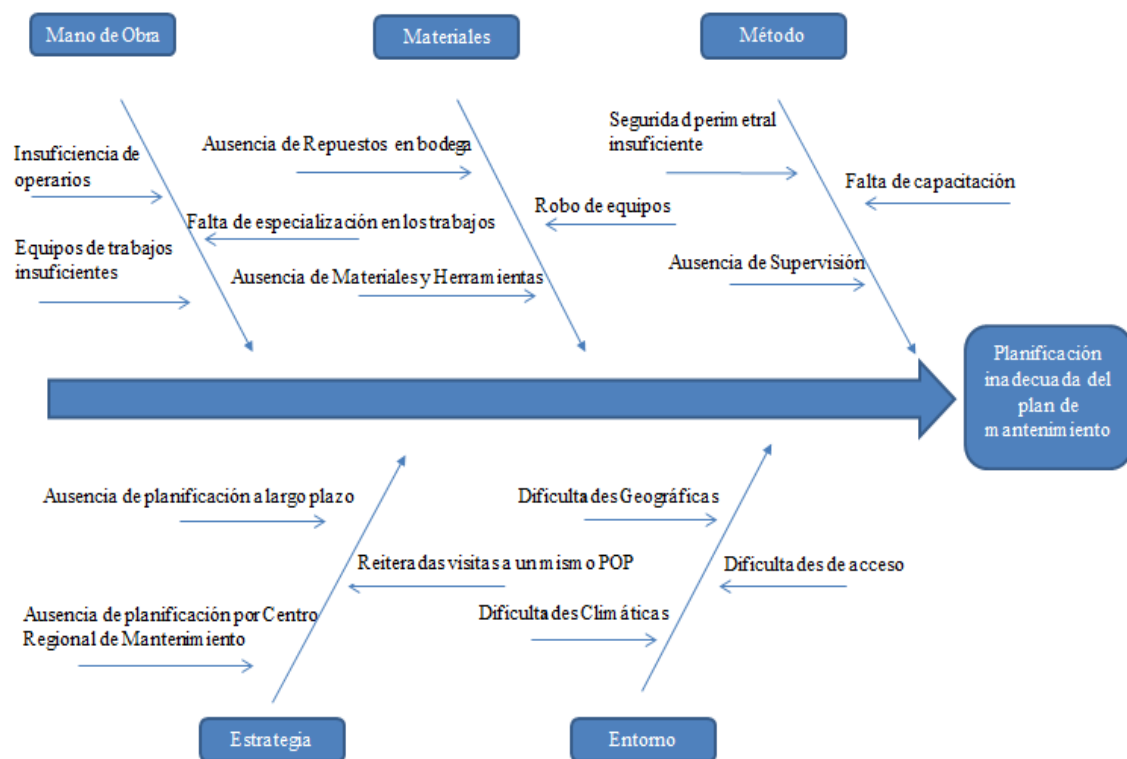 Mano de Obra
Materiales
Método
Insuficiencia de
operarios
Falta de especialización en los trabajos
Equipos de trabajos
insuficientes
Ausencia de Repuestos en bodega
Robo de equipos
Ausencia de Materiales y Herramientas
Seguridad perimetral
insuficiente
Falta de capacitación
Ausencia de Supervisión
Planificación
inadecuada del
plan de
mantenimiento
Ausencia de planificación a largo plazo
Reiteradas visitas a un mismo POP
Ausencia de planificación por Centro
Regional de Mantenimiento
Dificultades Geográficas
Dificultades de acceso
Dificultades Climáticas
Estrategia
Entorno